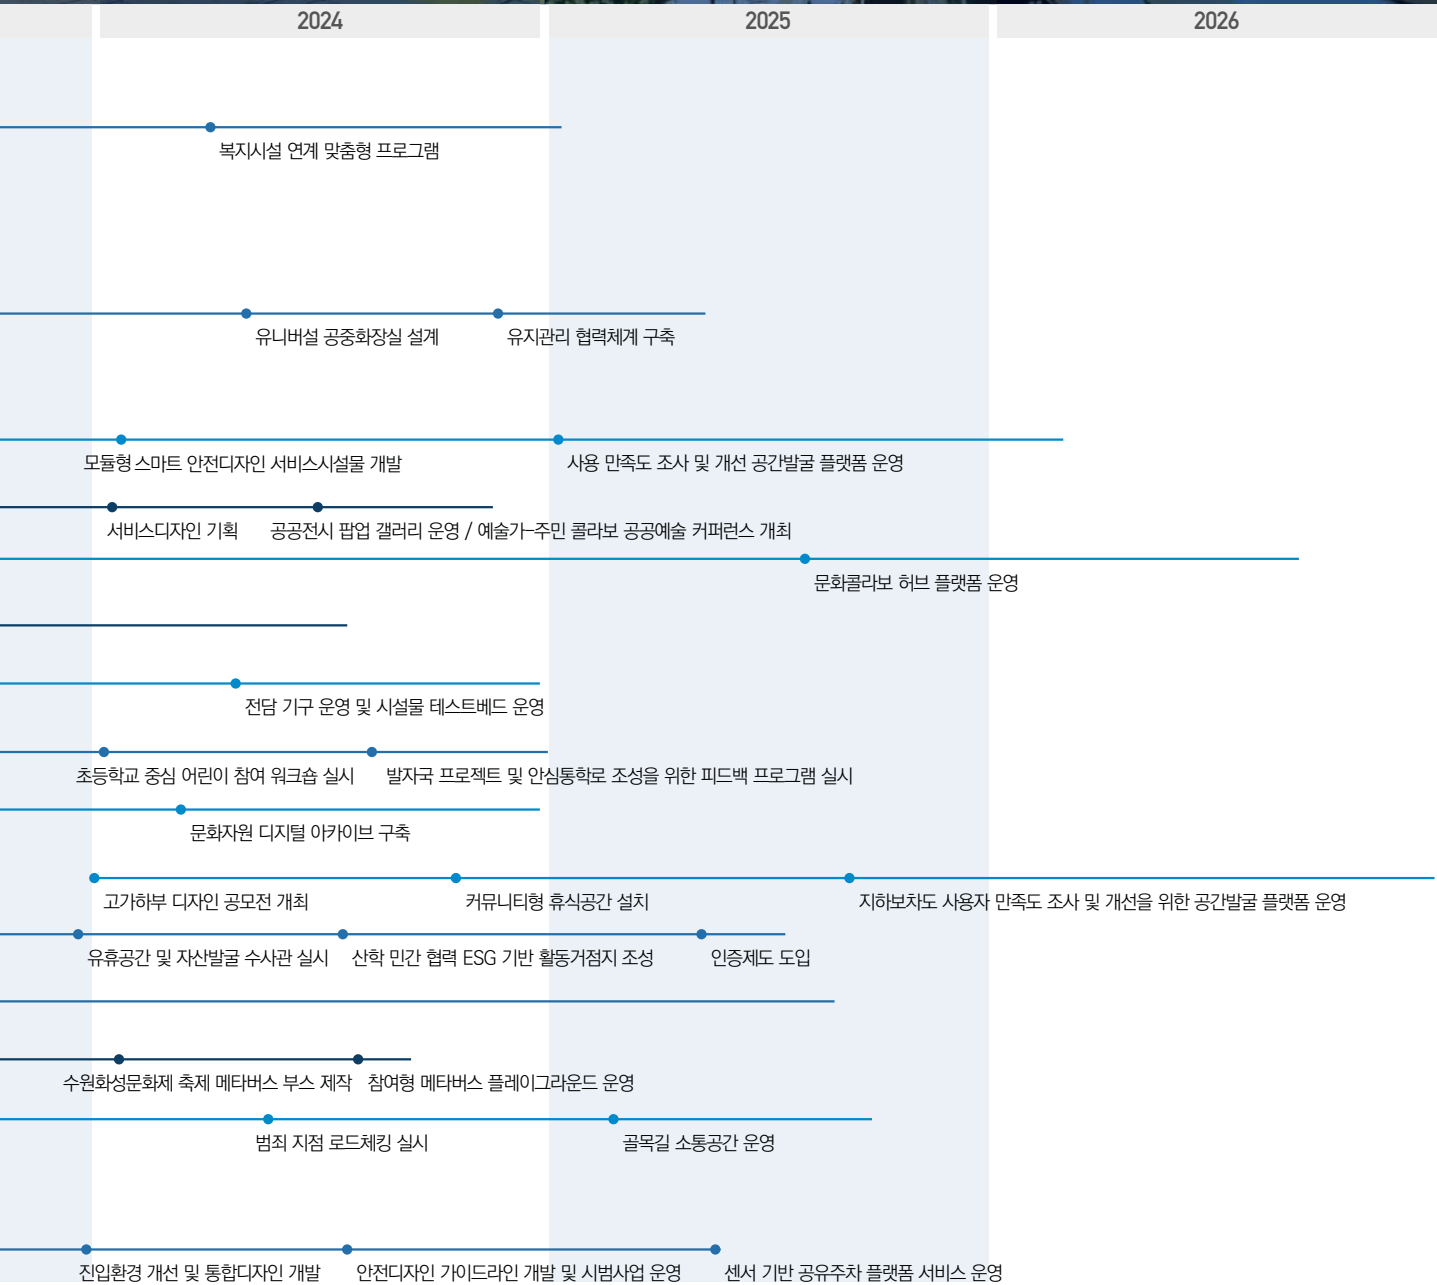 2024
2025
2026
복지시설 연계 맞춤형 프로그램
유니버설 공중화장실 설계
유지관리 협력체계 구축
모듈형 스마트 안전디자인 서비스시설물 개발
사용 만족도 조사 및 개선 공간발굴 플랫폼 운영
서비스디자인 기획
공공전시 팝업 갤러리 운영 / 예술가-주민 콜라보 공공예술 커퍼런스 개최
문화콜라보 허브 플랫폼 운영
전담 기구 운영 및 시설물 테스트베드 운영
초등학교 중심 어린이 참여 워크숍 실시
발자국 프로젝트 및 안심통학로 조성을 위한 피드백 프로그램 실시
문화자원 디지털 아카이브 구축
고가하부 디자인 공모전 개최
커뮤니티형 휴식공간 설치
지하보차도 사용자 만족도 조사 및 개선을 위한 공간발굴 플랫폼 운영
유휴공간 및 자산발굴 수사관 실시
산학 민간 협력 ESG 기반 활동거점지 조성
인증제도 도입
수원화성문화제 축제 메타버스 부스 제작
참여형 메타버스 플레이그라운드 운영
범죄 지점 로드체킹 실시
골목길 소통공간 운영
진입환경 개선 및 통합디자인 개발
안전디자인 가이드라인 개발 및 시범사업 운영
센서 기반 공유주차 플랫폼 서비스 운영